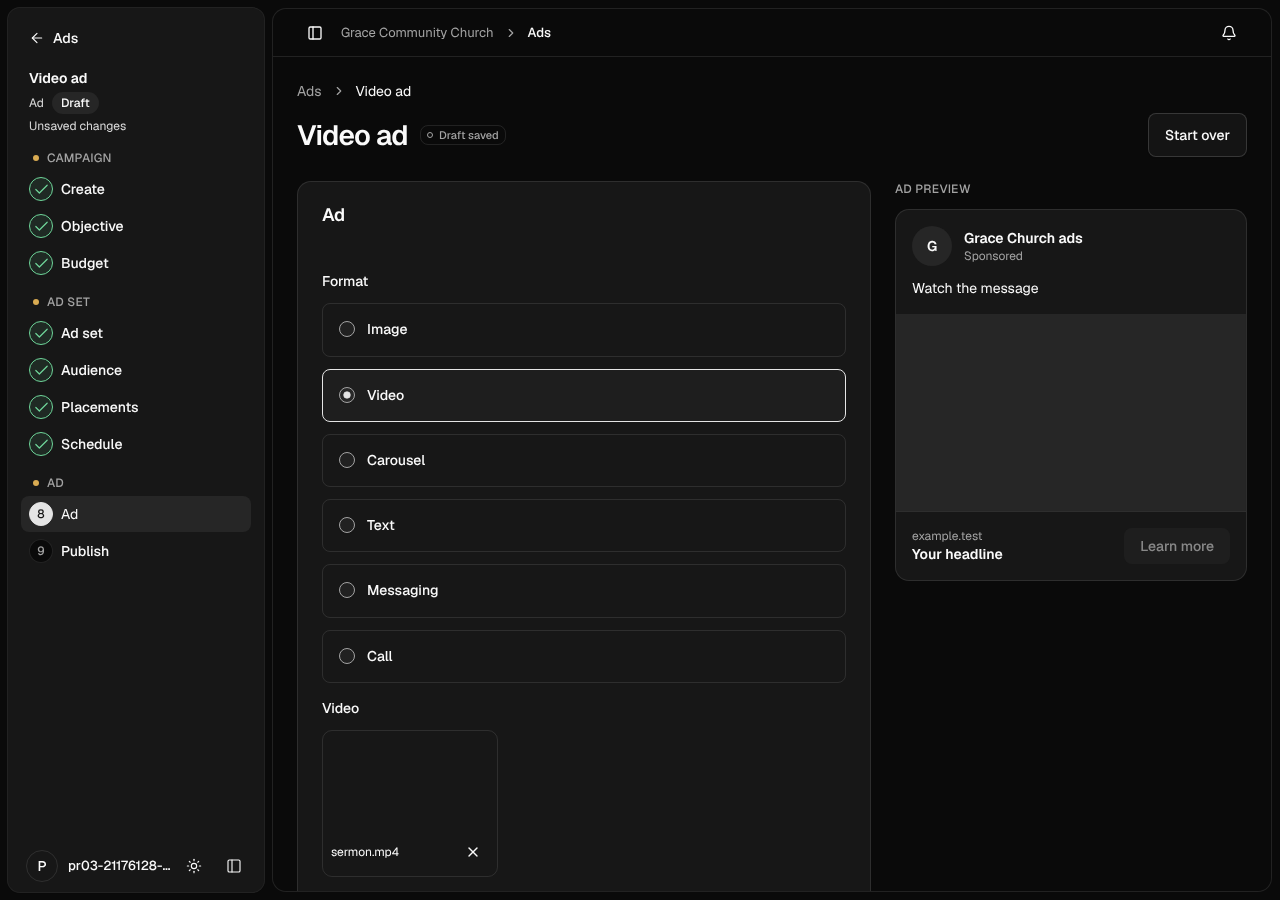 Ads
Video ad
Ad Draft
Unsaved changes
CAMPAIGN
Create
Objective
Budget
AD SET
Ad set
Audience
Placements
Schedule
AD
8 Ad
9 Publish
P pr03-21176128-...
Grace Community Church > Ads
Ads > Video ad
Video ad Draft saved
Start over
Ad
Format
Image
Video
Carousel
Text
Messaging
Call
Video
sermon.mp4
AD PREVIEW
G Grace Church ads
Sponsored
Watch the message
example.test
Your headline
Learn more